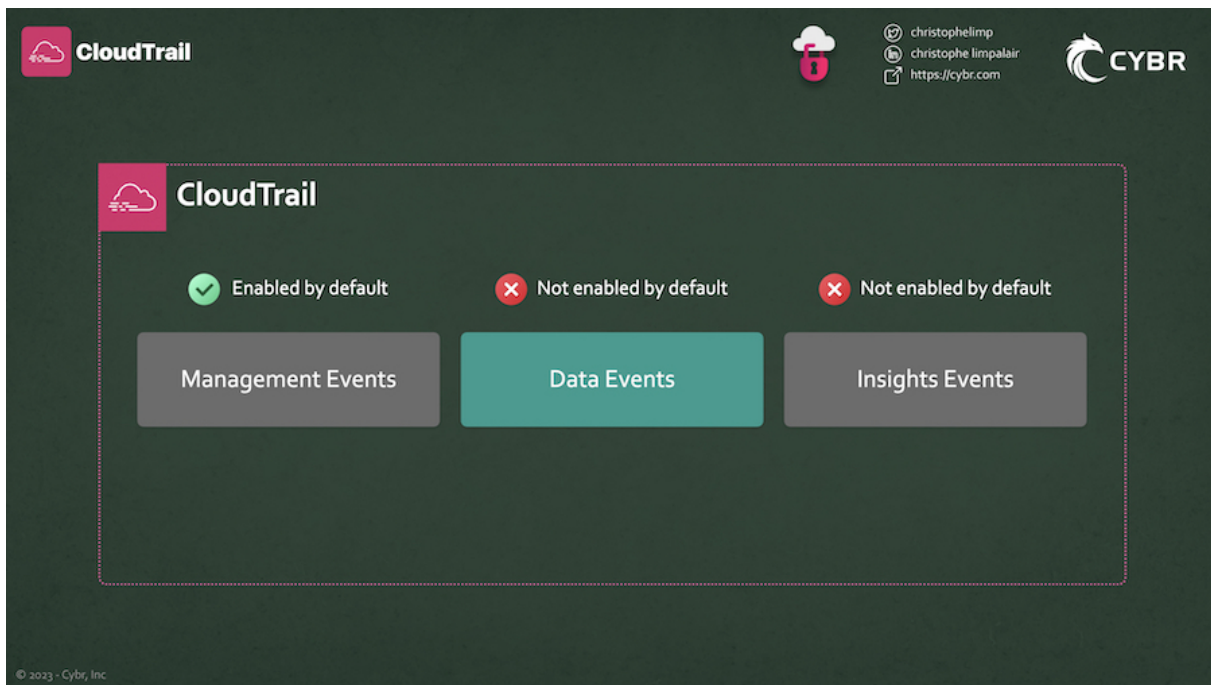 CloudTrail
christophelimp
christophe limpalair
https://cybr.com
CYBR
CloudTrail
Enabled by default
Not enabled by default
Not enabled by default
Management Events
Data Events
Insights Events
© 2023 - Cybr, Inc